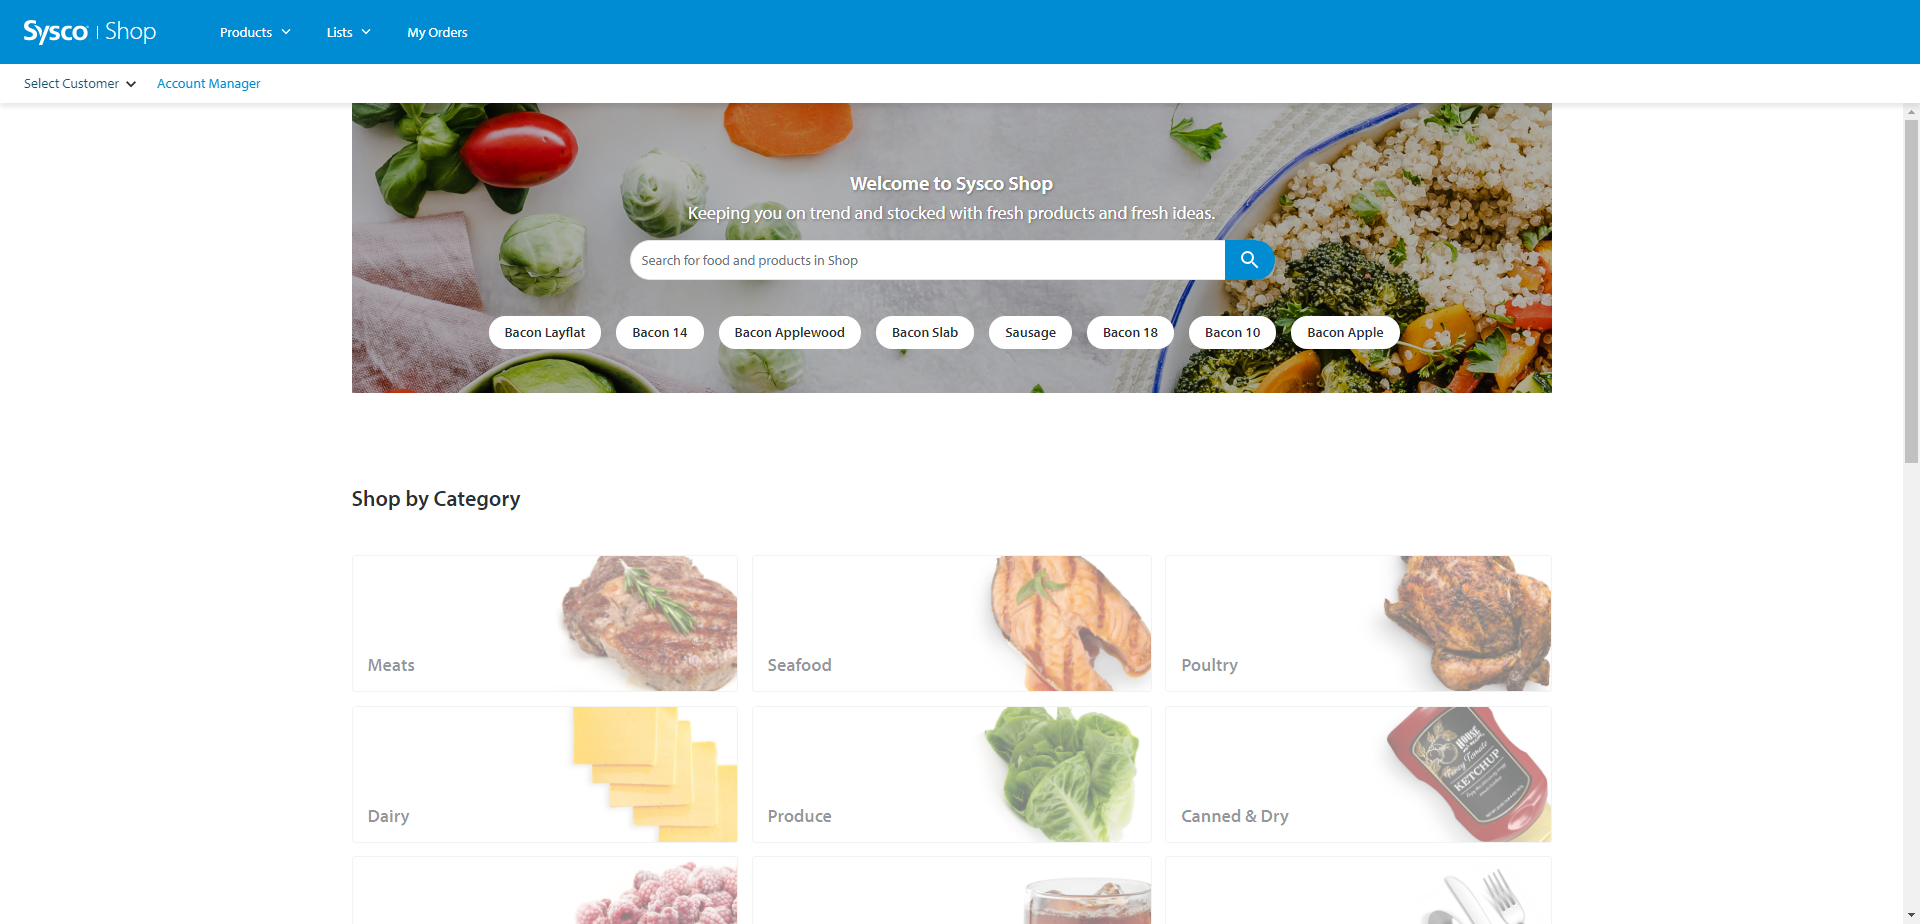 Sysco | Shop
Products
Lists
My Orders
Select Customer
Account Manager
Welcome to Sysco Shop
Keeping you on trend and stocked with fresh products and fresh ideas.
Search for food and products in Shop
Bacon Layflat
Bacon 14
Bacon Applewood
Bacon Slab
Sausage
Bacon 18
Bacon 10
Bacon Apple
Shop by Category
Meats
Seafood
Poultry
Dairy
Produce
Canned & Dry
HOUSE
Fancy Tomato
KETCHUP